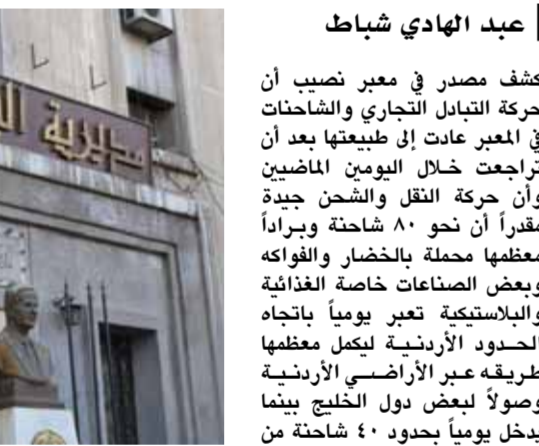 عبد الهادي شباط
كشف مصدر في معبر نصيب أن
حركة التبادل التجاري والشاحنات
في المعبر عادت إلى طبيعتها بعد أن
تراجعت خلال اليومين الماضيين
وأن حركة النقل والشحن جيدة
مقدراً أن نحو ٨٠ شاحنة وبراداً
معظمها محملة بالخضار والفواكه
وبعض الصناعات خاصة الغذائية
والبلاستيكية تعبر يومياً باتجاه
الحدود الأردنية ليكمل معظمها
طريقه عبر الأراضي الأردنية
وصولاً لبعض دول الخليج بينما
يدخل يومياً بحدود ٤٠ شاحنة من
مديرية